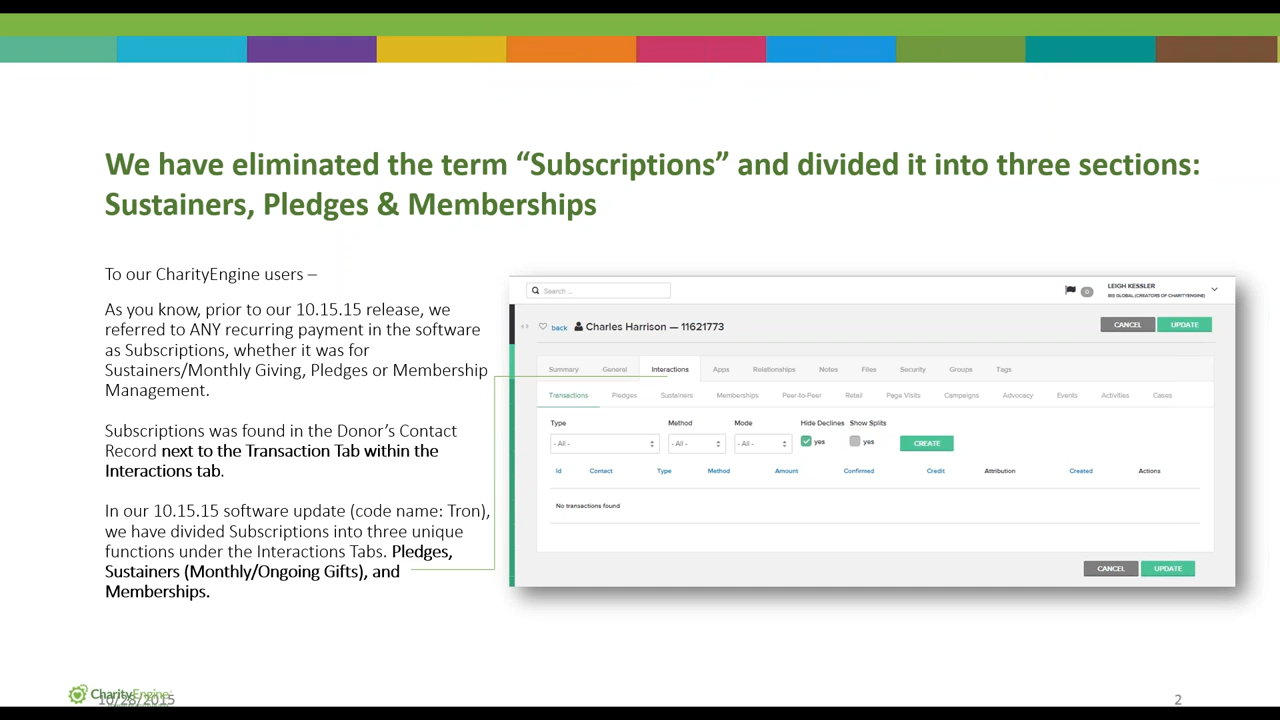 We have eliminated the term “Subscriptions” and divided it into three sections:
Sustainers, Pledges & Memberships
To our CharityEngine users –
As you know, prior to our 10.15.15 release, we
referred to ANY recurring payment in the software
as Subscriptions, whether it was for
Sustainers/Monthly Giving, Pledges or Membership
Management.
Subscriptions was found in the Donor’s Contact
Record next to the Transaction Tab within the
Interactions tab.
In our 10.15.15 software update (code name: Tron),
we have divided Subscriptions into three unique
functions under the Interactions Tabs. Pledges,
Sustainers (Monthly/Ongoing Gifts), and
Memberships.
Search ...
0
LEIGH KESSLER
BIS GLOBAL (CREATORS OF CHARITYENGINE)
back Charles Harrison — 11621773
CANCEL UPDATE
Summary General Interactions Apps Relationships Notes Files Security Groups Tags
Transactions Pledges Sustainers Memberships Peer-to-Peer Retail Page Visits Campaigns Advocacy Events Activities Cases
Type Method Mode Hide Declines Show Splits
- All - - All - - All - yes yes CREATE
Id Contact Type Method Amount Confirmed Credit Attribution Created Actions
No transactions found
CANCEL UPDATE
CharityEngine
10/28/2015
2